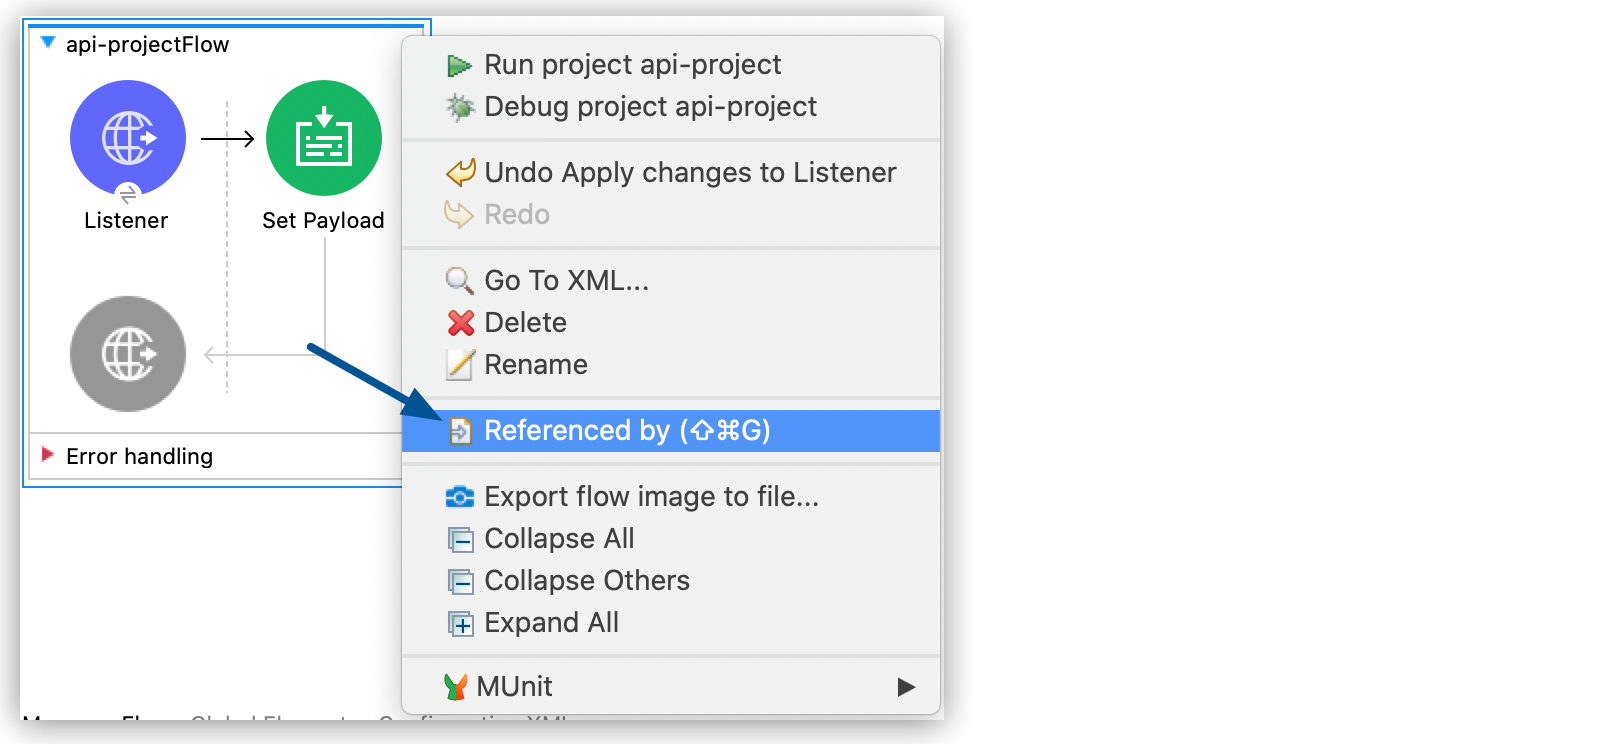 api-projectFlow
Listener
Set Payload
Error handling
Run project api-project
Debug project api-project
Undo Apply changes to Listener
Redo
Go To XML...
Delete
Rename
Referenced by (⇧⌘G)
Export flow image to file...
Collapse All
Collapse Others
Expand All
MUnit